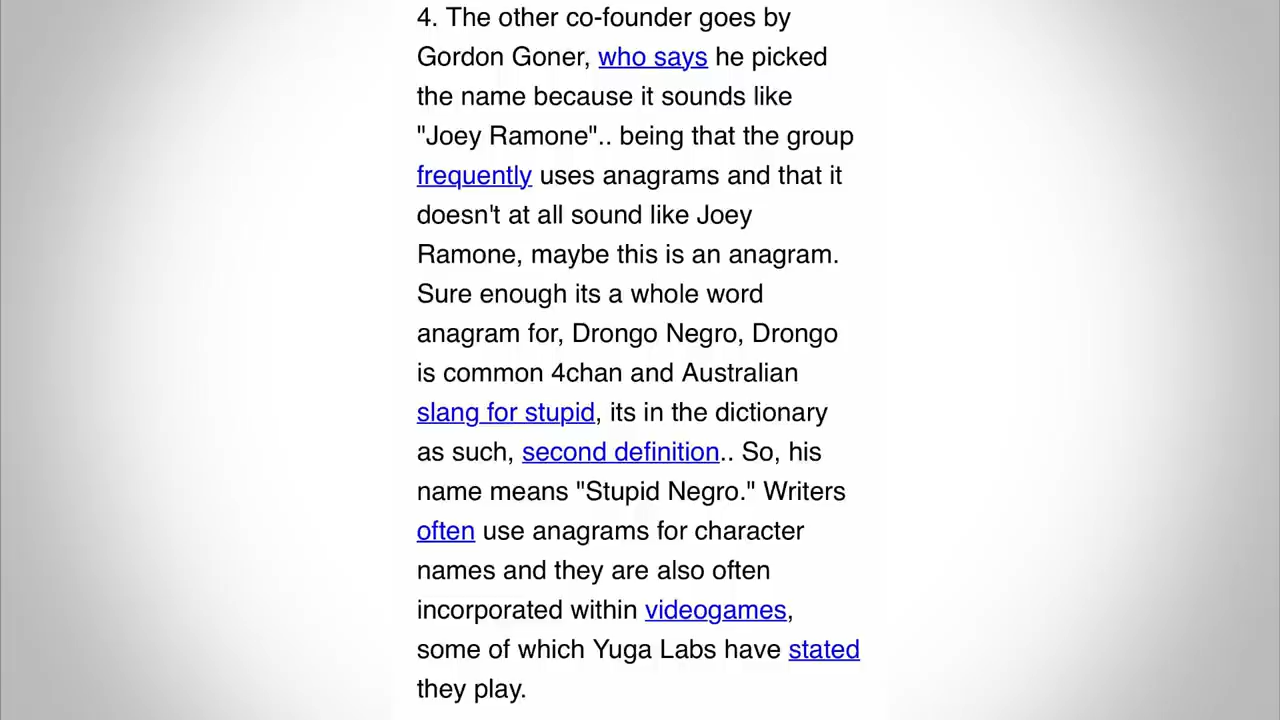 4. The other co-founder goes by
Gordon Goner, who says he picked
the name because it sounds like
"Joey Ramone".. being that the group
frequently uses anagrams and that it
doesn't at all sound like Joey
Ramone, maybe this is an anagram.
Sure enough its a whole word
anagram for, Drongo Negro, Drongo
is common 4chan and Australian
slang for stupid, its in the dictionary
as such, second definition.. So, his
name means "Stupid Negro." Writers
often use anagrams for character
names and they are also often
incorporated within videogames,
some of which Yuga Labs have stated
they play.